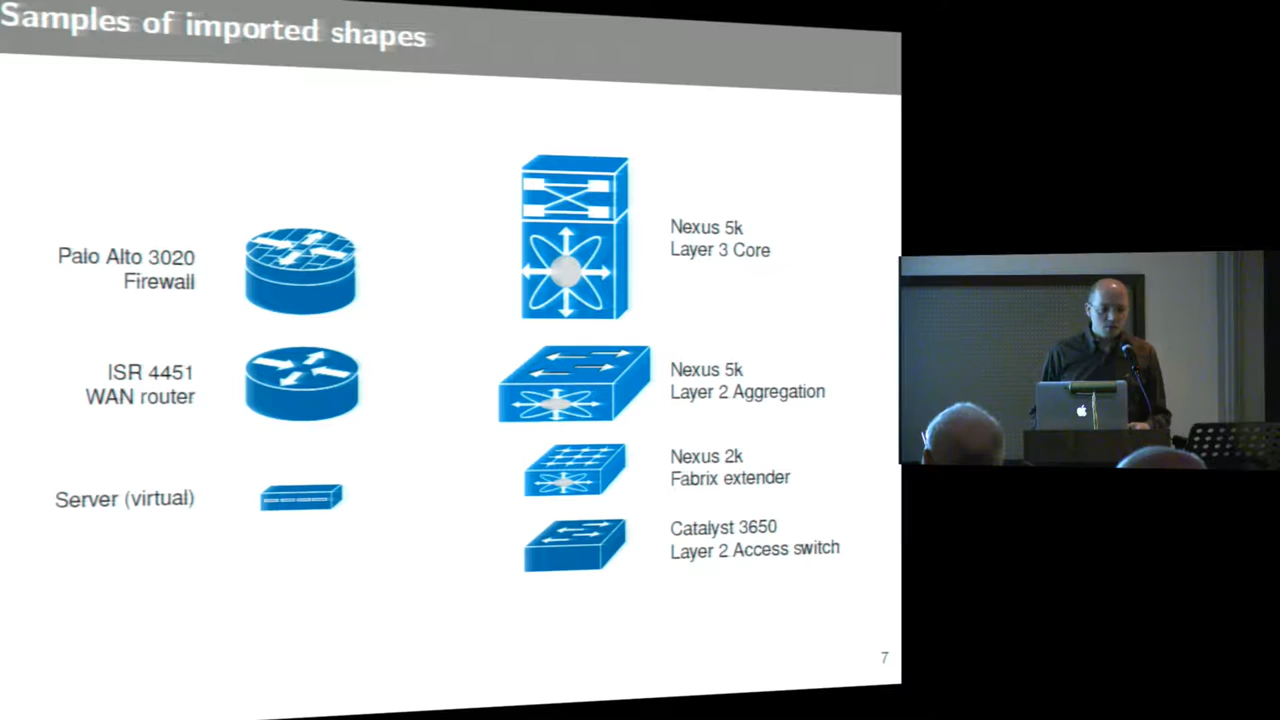 Samples of imported shapes
Palo Alto 3020
Firewall
ISR 4451
WAN router
Server (virtual)
Nexus 5k
Layer 3 Core
Nexus 5k
Layer 2 Aggregation
Nexus 2k
Fabrix extender
Catalyst 3650
Layer 2 Access switch
7